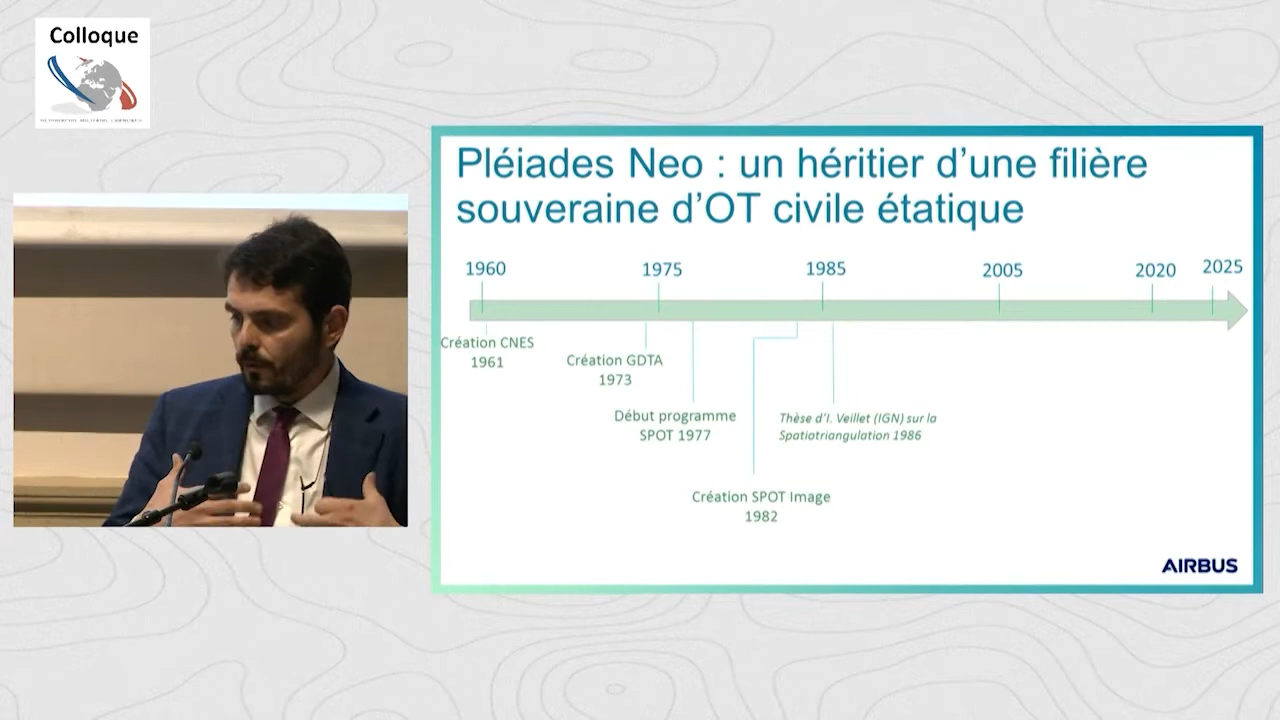 Colloque
Pléiades Neo : un héritier d’une filière
souveraine d’OT civile étatique
1960
1975
1985
2005
2020
2025
Création CNES
1961
Création GDTA
1973
Début programme
SPOT 1977
Thèse d’I. Veillet (IGN) sur la
Spatiotriangulation 1986
Création SPOT Image
1982
AIRBUS